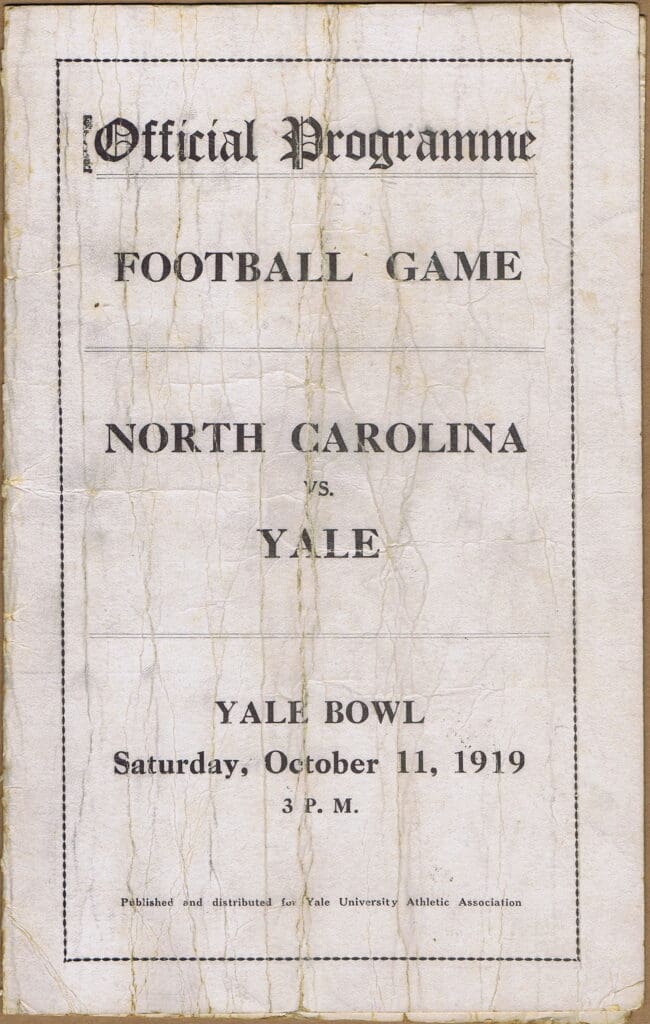 Official Programme
FOOTBALL GAME
NORTH CAROLINA
VS.
YALE
YALE BOWL
Saturday, October 11, 1919
3 P. M.
Published and distributed for Yale University Athletic Association